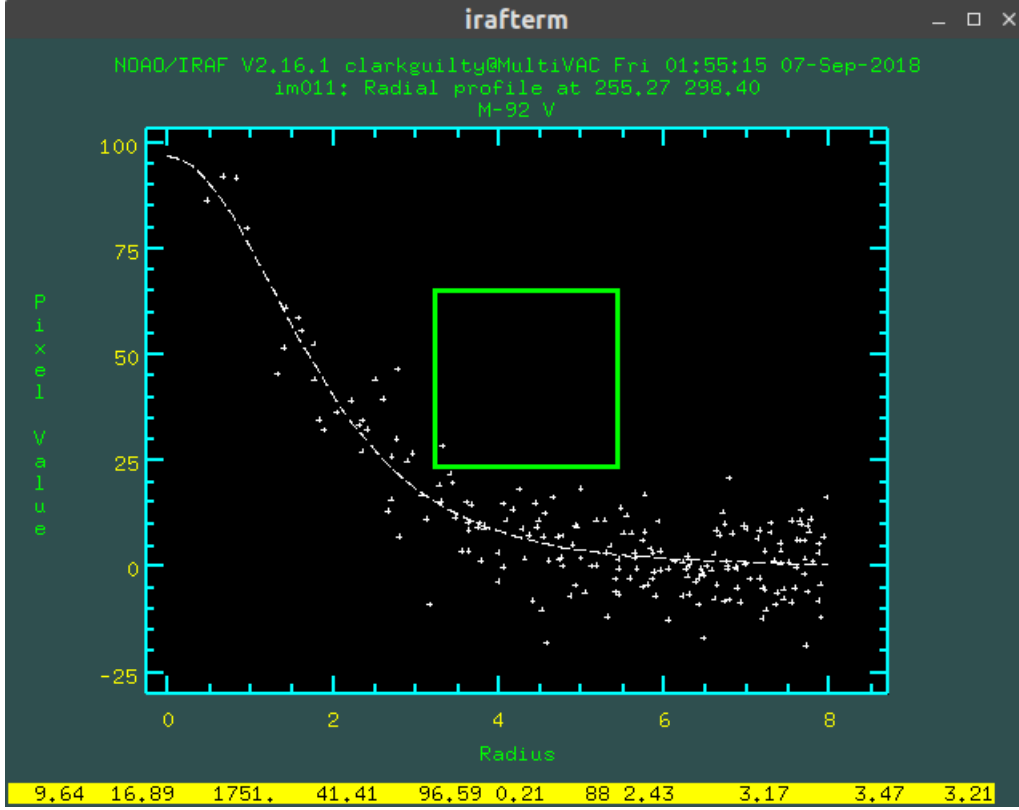 irafterm
NOAO/IRAF V2.16.1 clarkguilty@MultiVAC Fri 01:55:15 07-Sep-2018
im011: Radial profile at 255.27 298.40
M-92 V
100
75
50
25
0
-25
Pixel Value
0 2 4 6 8
Radius
9.64 16.89 1751. 41.41 96.59 0.21 88 2.43 3.17 3.47 3.21